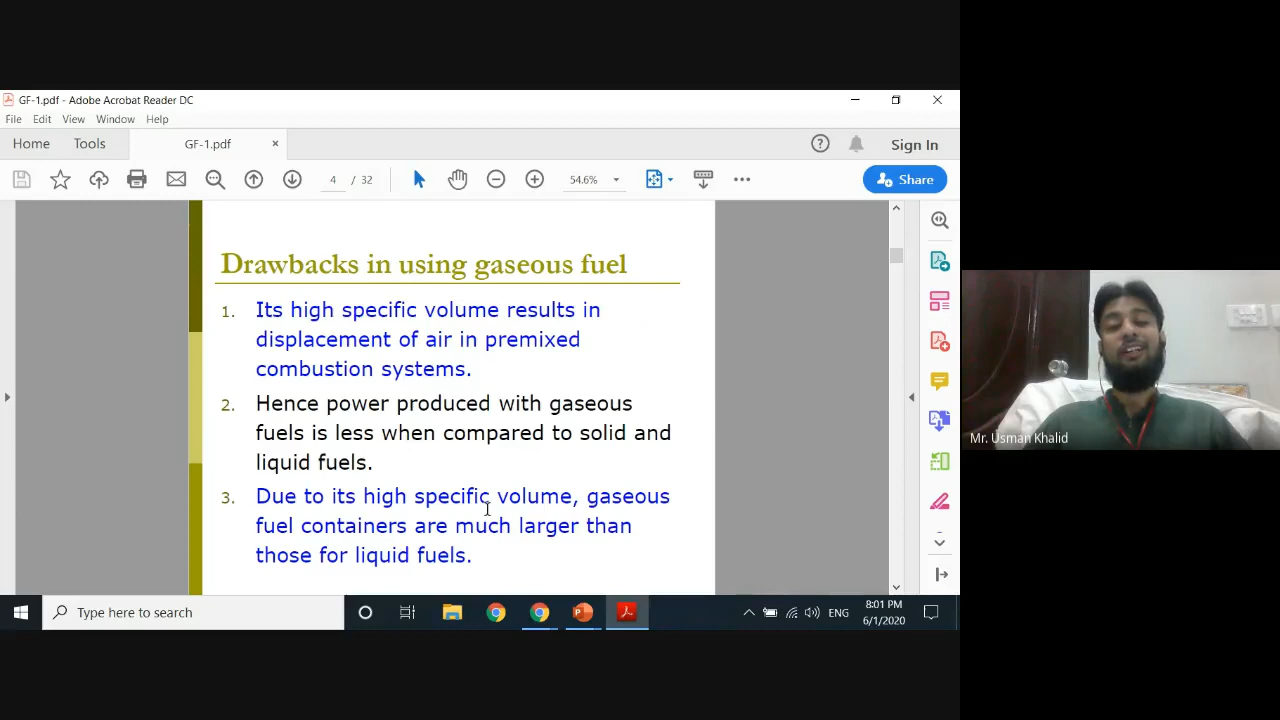 GF-1.pdf - Adobe Acrobat Reader DC
File Edit View Window Help
Home Tools GF-1.pdf × Sign In
4 / 32 54.6% Share
Drawbacks in using gaseous fuel
1. Its high specific volume results in
displacement of air in premixed
combustion systems.
2. Hence power produced with gaseous
fuels is less when compared to solid and
liquid fuels.
3. Due to its high specific volume, gaseous
fuel containers are much larger than
those for liquid fuels.
Mr. Usman Khalid
Type here to search
ENG
8:01 PM
6/1/2020